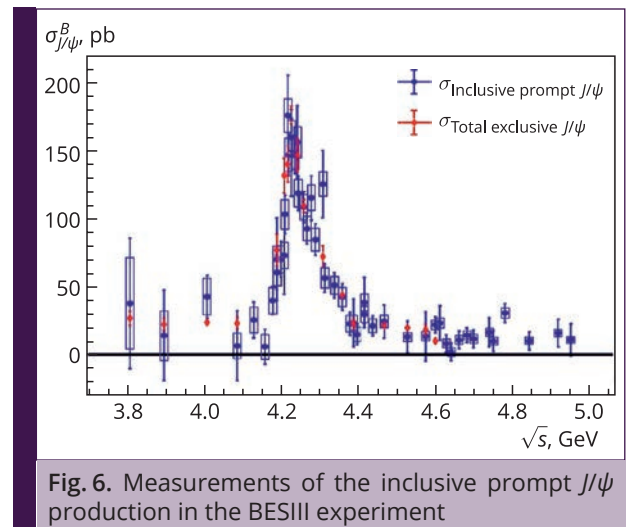 σᴮ_J/ψ, pb
200
150
100
50
0
σ_Inclusive prompt J/ψ
σ_Total exclusive J/ψ
3.8 4.0 4.2 4.4 4.6 4.8 5.0
√s, GeV
Fig. 6. Measurements of the inclusive prompt J/ψ
production in the BESIII experiment